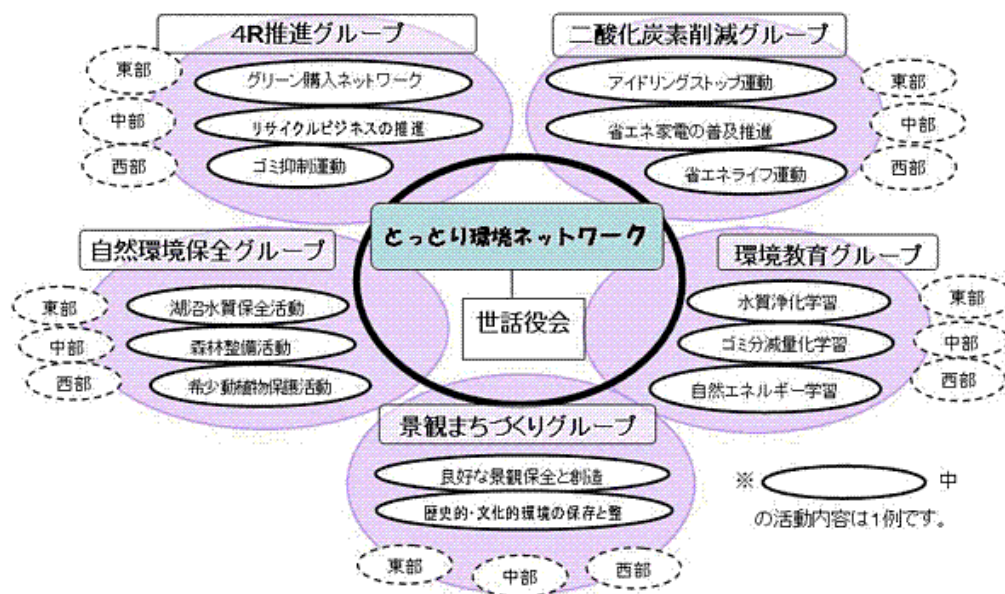 4R推進グループ
東部
グリーン購入ネットワーク
中部
リサイクルビジネスの推進
西部
ゴミ抑制運動
二酸化炭素削減グループ
アイドリングストップ運動
東部
省エネ家電の普及推進
中部
省エネライフ運動
西部
とっとり環境ネットワーク
世話役会
自然環境保全グループ
東部
湖沼水質保全活動
中部
森林整備活動
西部
希少動植物保護活動
環境教育グループ
水質浄化学習
東部
ゴミ分減量化学習
中部
自然エネルギー学習
西部
景観まちづくりグループ
良好な景観保全と創造
歴史的・文化的環境の保存と整
東部
中部
西部
※ 中
の活動内容は1例です。